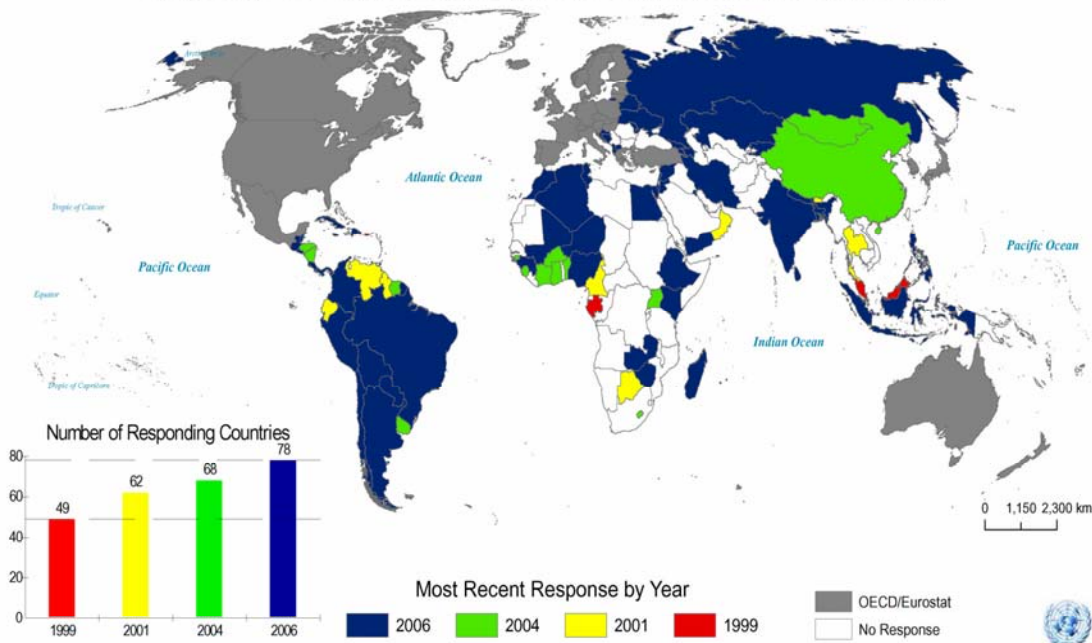 Arctic Circle
Atlantic Ocean
Tropic of Cancer
Pacific Ocean
Pacific Ocean
Equator
Indian Ocean
Tropic of Capricorn
Number of Responding Countries
80
60
40
20
0
49
62
68
78
1999
2001
2004
2006
0 1,150 2,300 km
Most Recent Response by Year
2006
2004
2001
1999
OECD/Eurostat
No Response